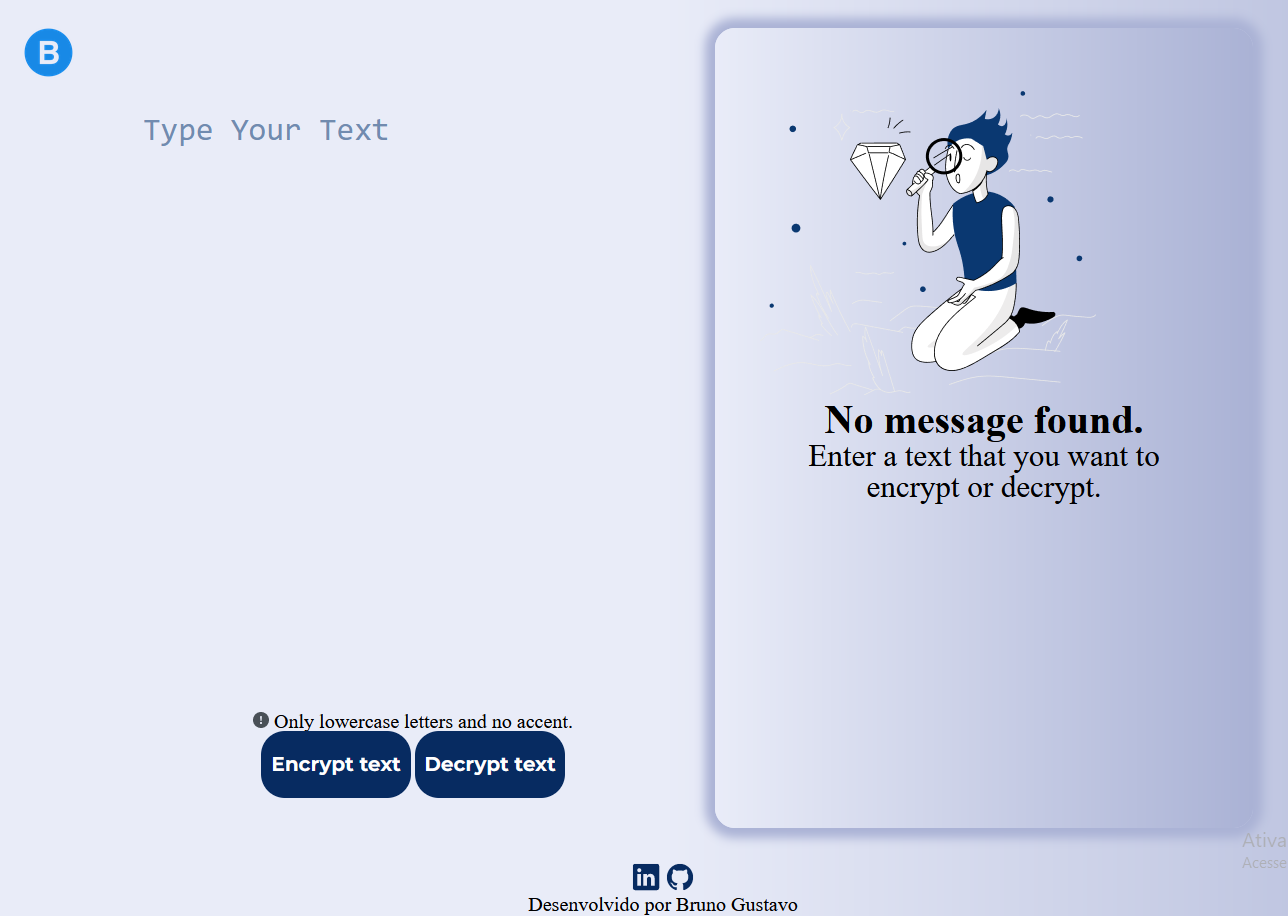 B
Type Your Text
No message found.
Enter a text that you want to
encrypt or decrypt.
! Only lowercase letters and no accent.
Encrypt text Decrypt text
Ativa
Acesse
in
Desenvolvido por Bruno Gustavo